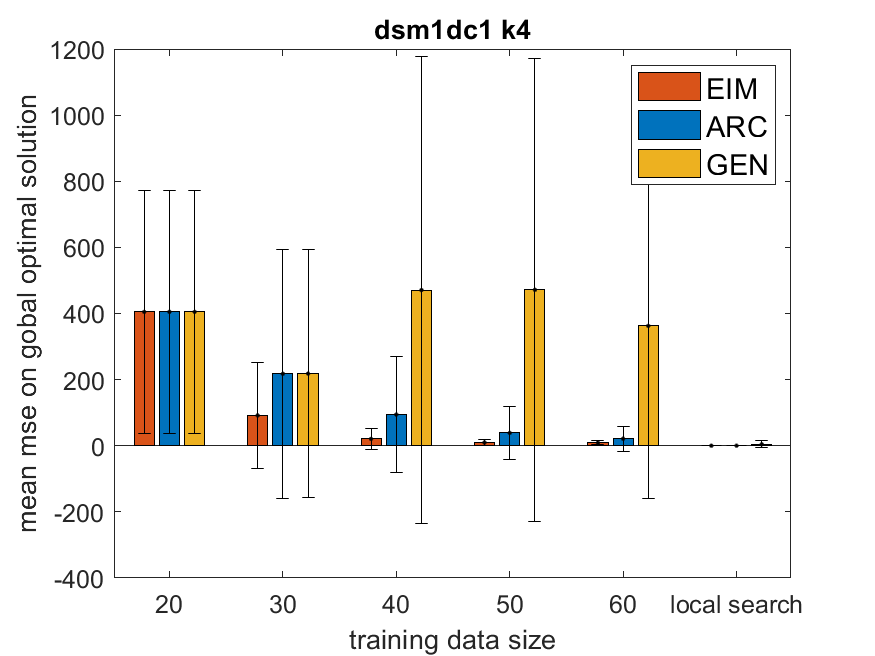 dsm1dc1 k4
mean mse on gobal optimal solution
1200
1000
800
600
400
200
0
-200
-400
EIM
ARC
GEN
20 30 40 50 60 local search
training data size